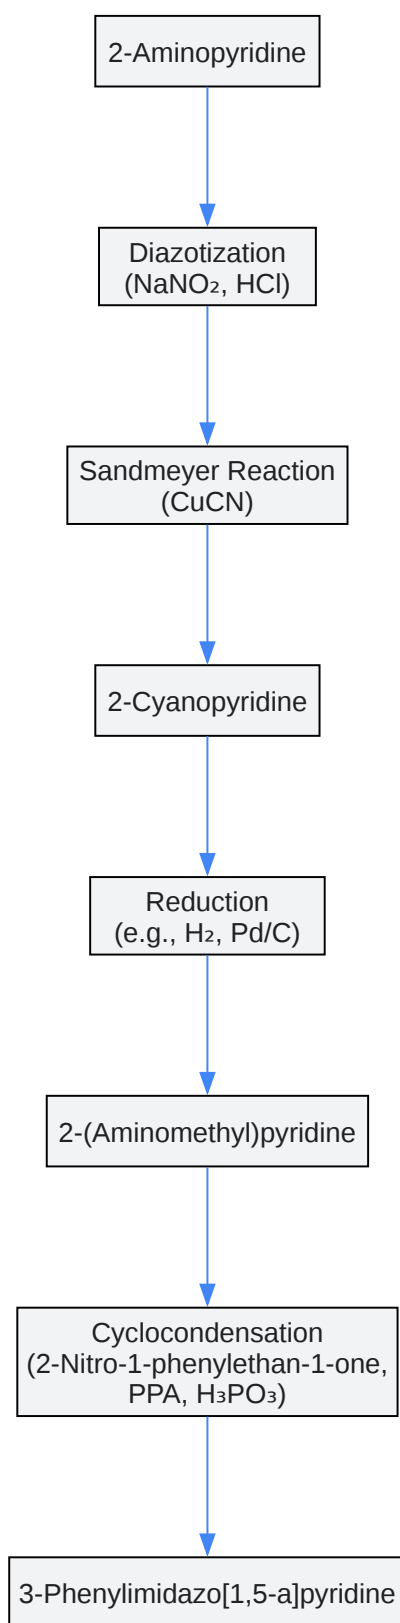 2-Aminopyridine
Diazotization
(NaNO₂, HCl)
Sandmeyer Reaction
(CuCN)
2-Cyanopyridine
Reduction
(e.g., H₂, Pd/C)
2-(Aminomethyl)pyridine
Cyclocondensation
(2-Nitro-1-phenylethan-1-one,
PPA, H₃PO₃)
3-Phenylimidazo[1,5-a]pyridine